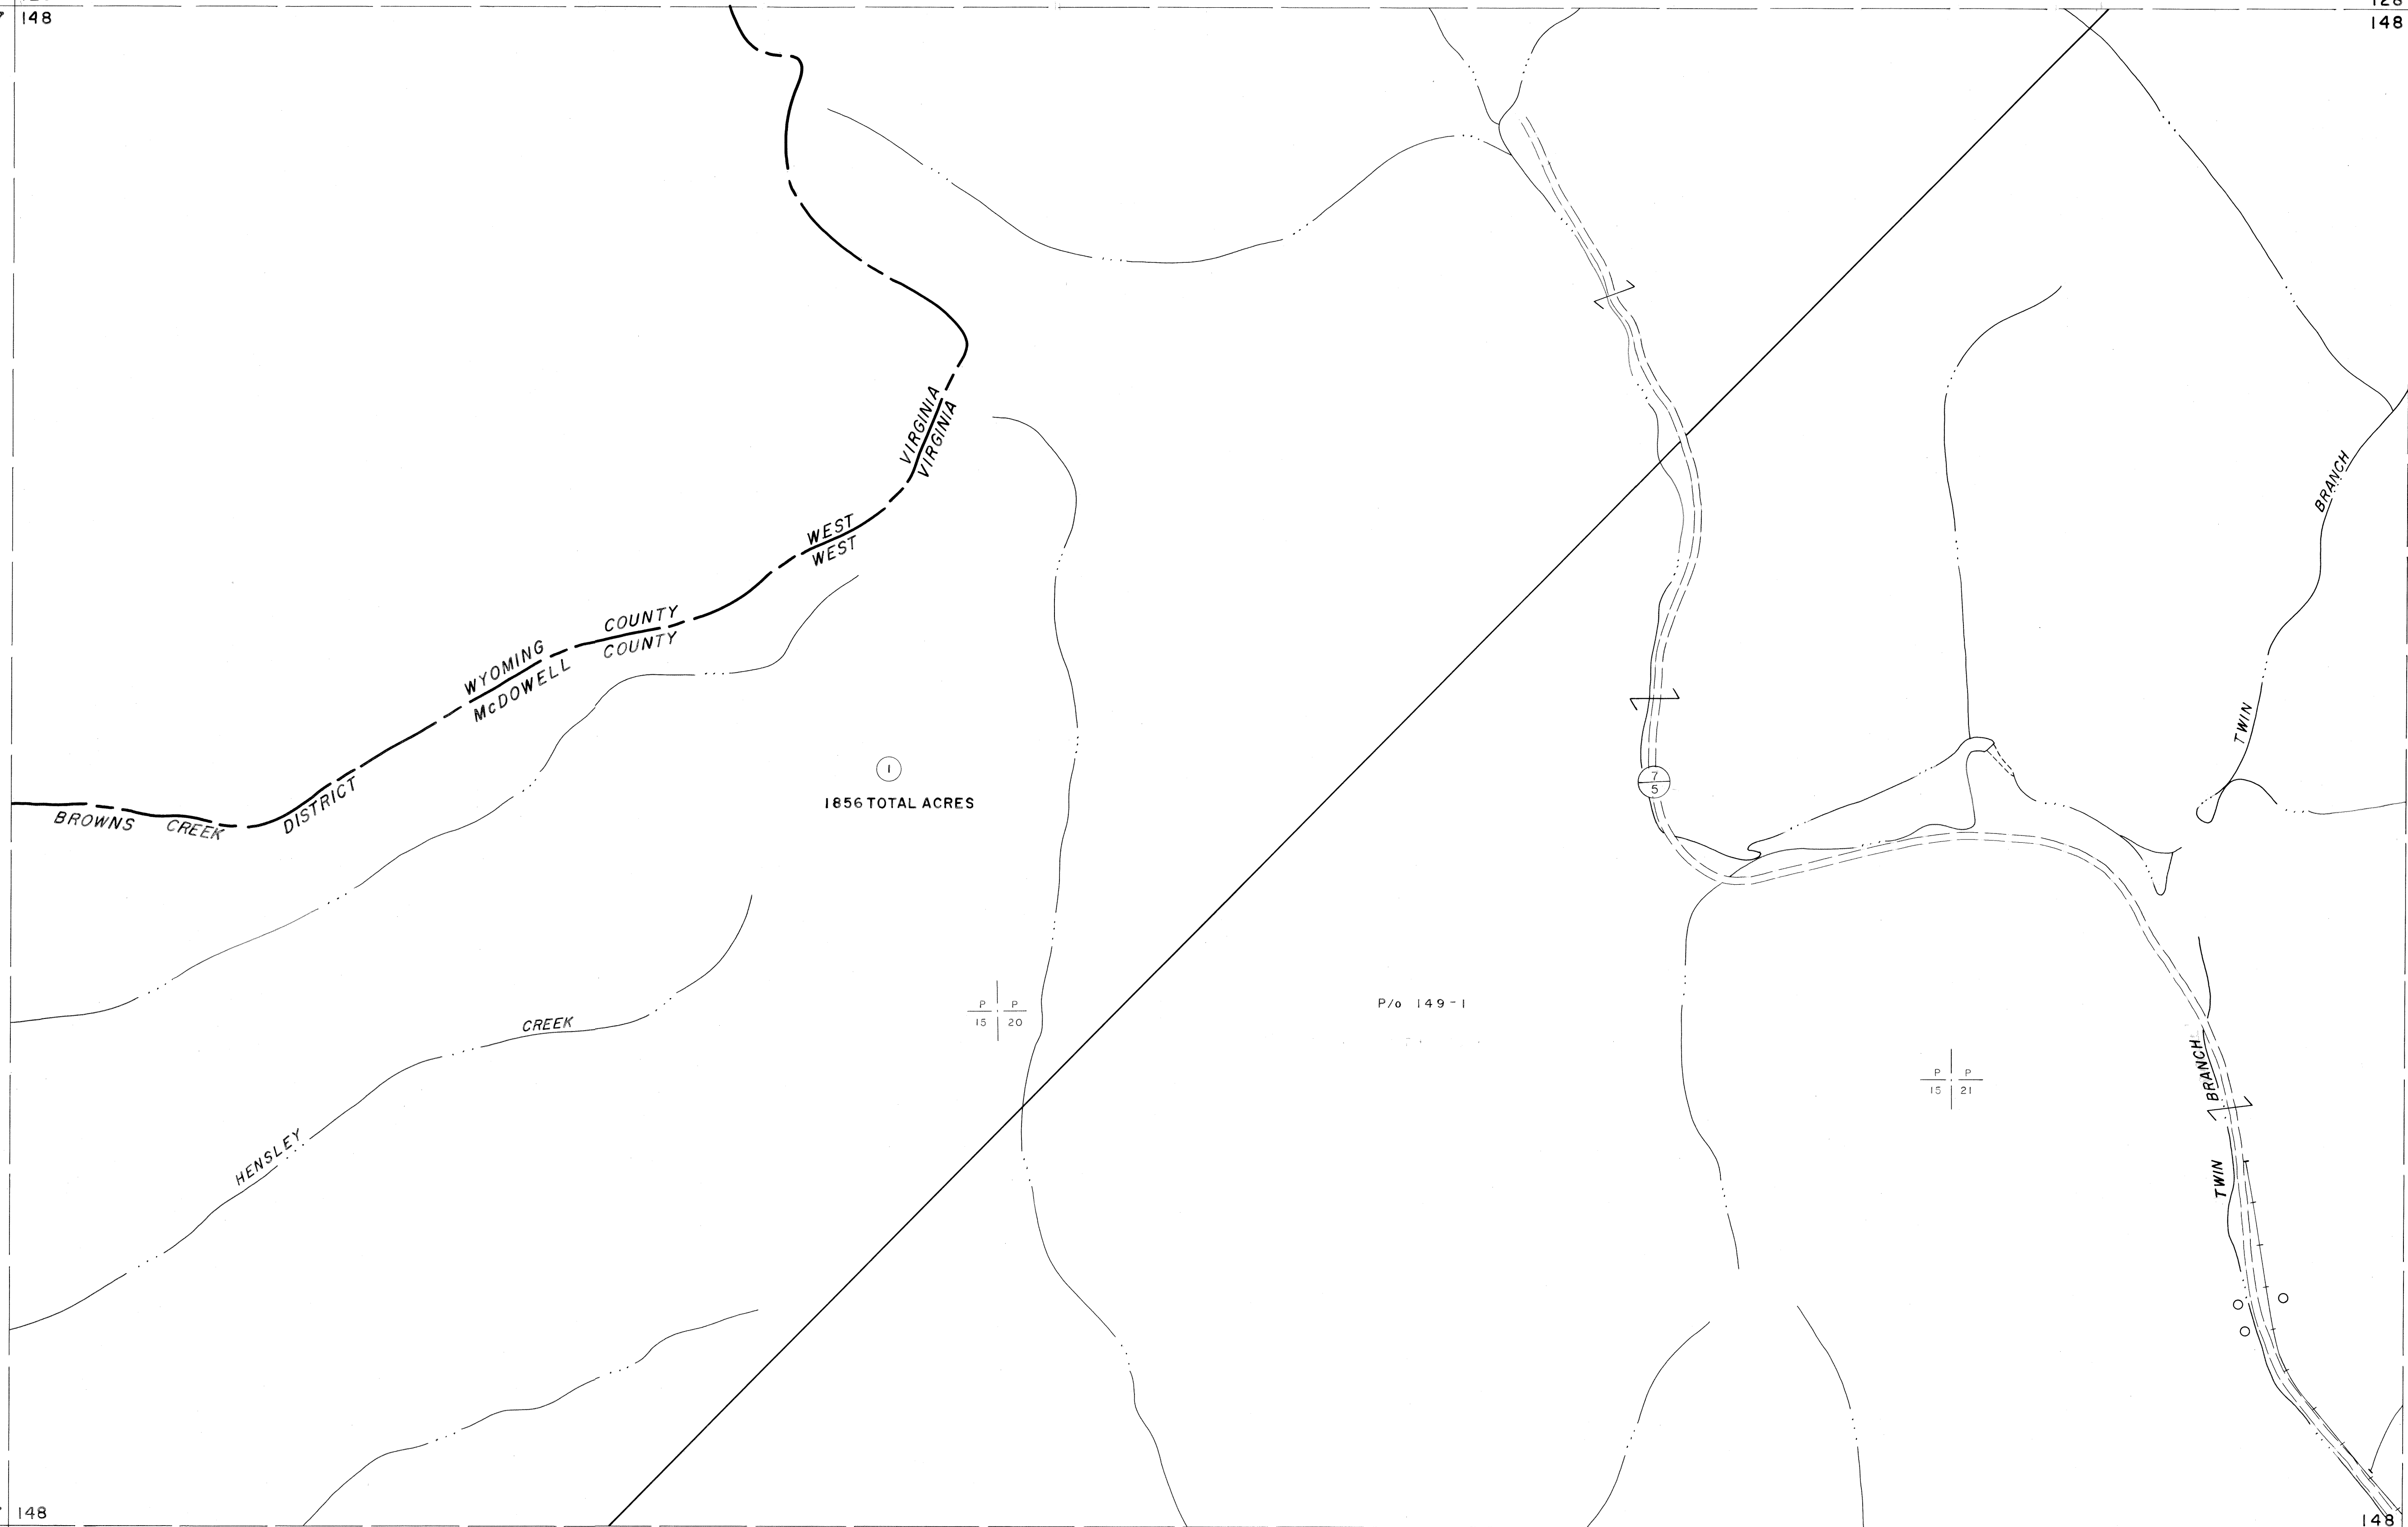 148
128
148
VIRGINIA
VIRGINIA
WEST
WEST
COUNTY
COUNTY
WYOMING
McDOWELL
BROWNS CREEK DISTRICT
1
1856 TOTAL ACRES
BRANCH
TWIN
7
5
CREEK
HENSLEY
P P
15 20
P/o 149-1
P P
15 21
BRANCH
TWIN
148
148